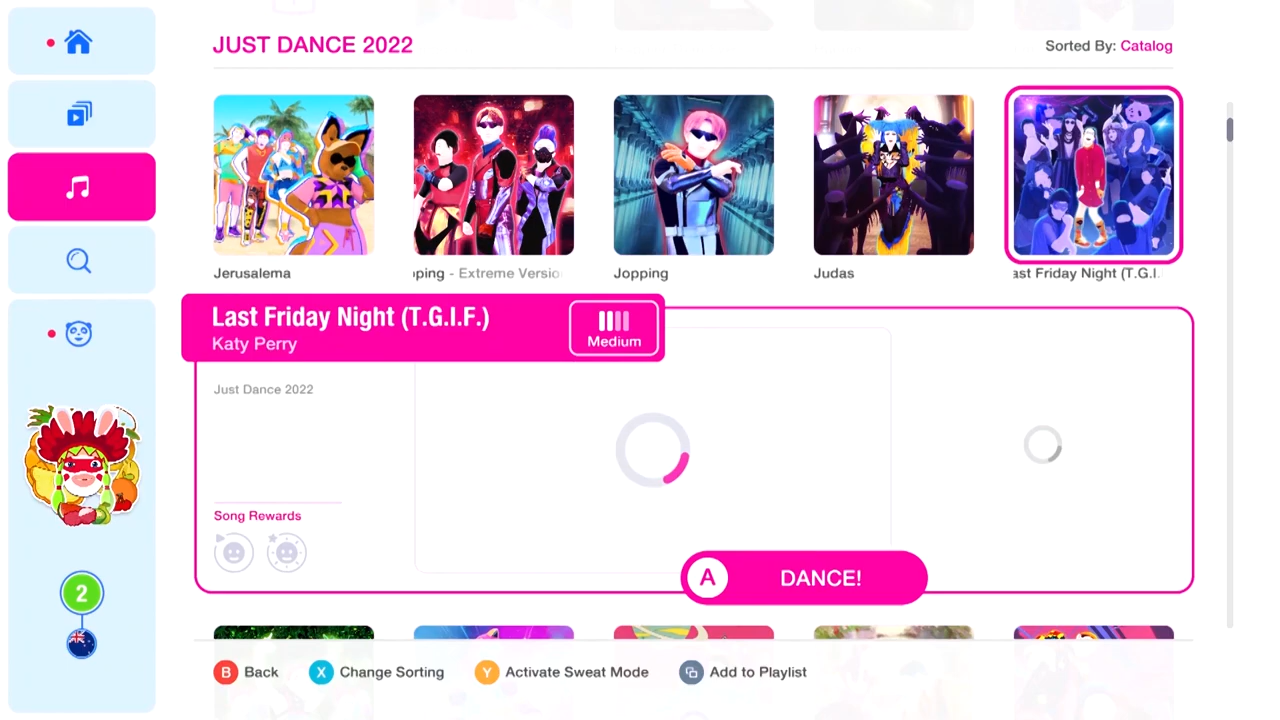 JUST DANCE 2022
Sorted By: Catalog
Jerusalema
pping - Extreme Versio
Jopping
Judas
ast Friday Night (T.G.I.
Last Friday Night (T.G.I.F.)
Katy Perry
Medium
Just Dance 2022
Song Rewards
A DANCE!
2
B Back
X Change Sorting
Y Activate Sweat Mode
Add to Playlist